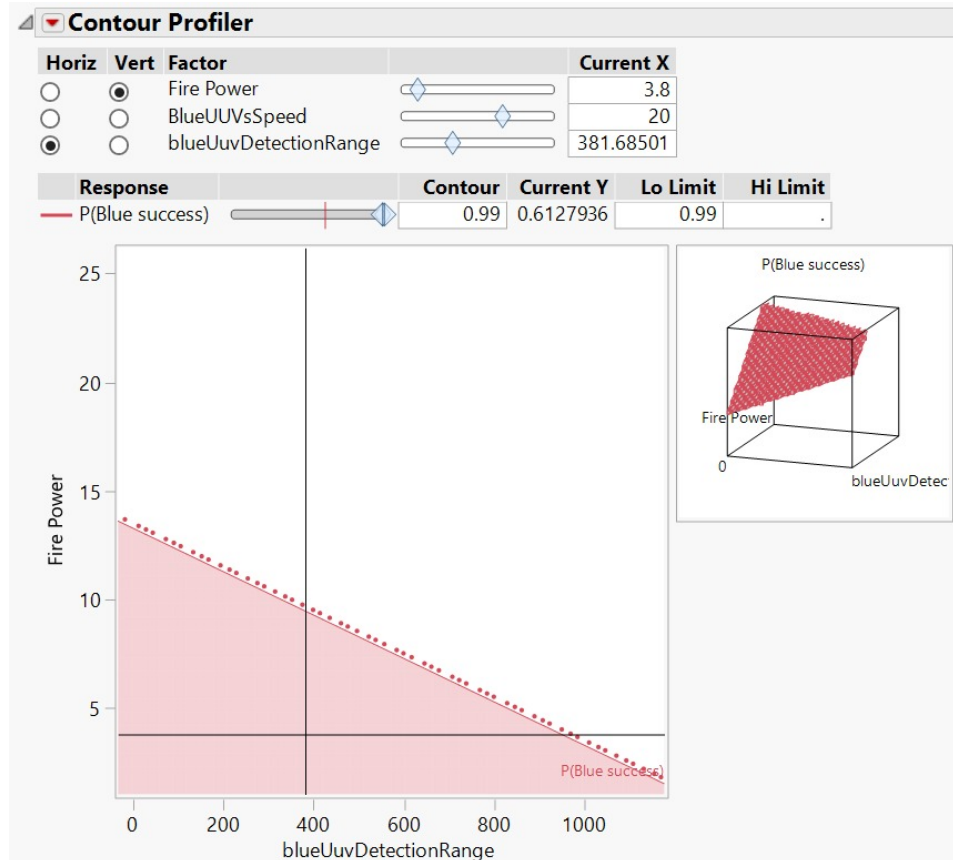 Contour Profiler
Horiz Vert Factor Current X
Fire Power 3.8
BlueUUVsSpeed 20
blueUuvDetectionRange 381.68501
Response Contour Current Y Lo Limit Hi Limit
P(Blue success) 0.99 0.6127936 0.99 .
25
20
15
10
5
Fire Power
P(Blue success)
0 200 400 600 800 1000
blueUuvDetectionRange
P(Blue success)
Fire Power
0
blueUuvDetec